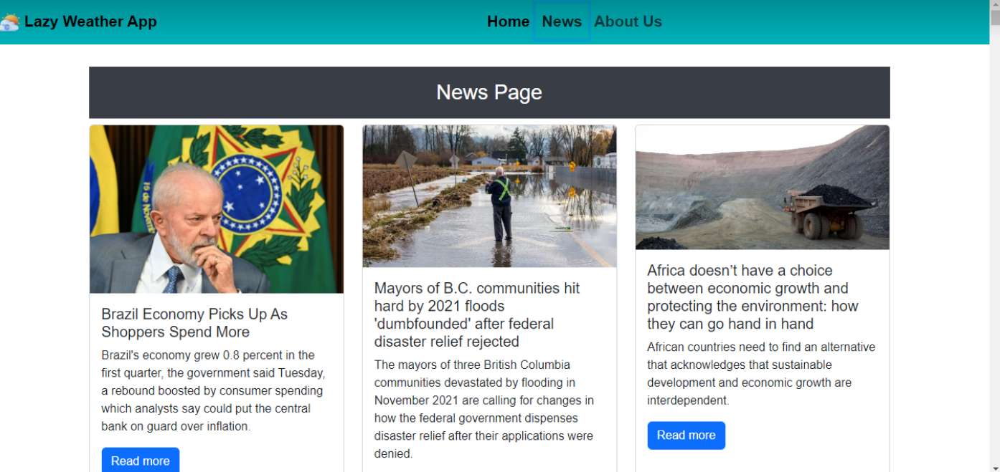 Lazy Weather App
Home News About Us
News Page
Brazil Economy Picks Up As
Shoppers Spend More
Brazil's economy grew 0.8 percent in the
first quarter, the government said Tuesday,
a rebound boosted by consumer spending
which analysts say could put the central
bank on guard over inflation.
Read more
Mayors of B.C. communities hit
hard by 2021 floods
'dumbfounded' after federal
disaster relief rejected
The mayors of three British Columbia
communities devastated by flooding in
November 2021 are calling for changes in
how the federal government dispenses
disaster relief after their applications were
denied.
Africa doesn’t have a choice
between economic growth and
protecting the environment: how
they can go hand in hand
African countries need to find an alternative
that acknowledges that sustainable
development and economic growth are
interdependent.
Read more